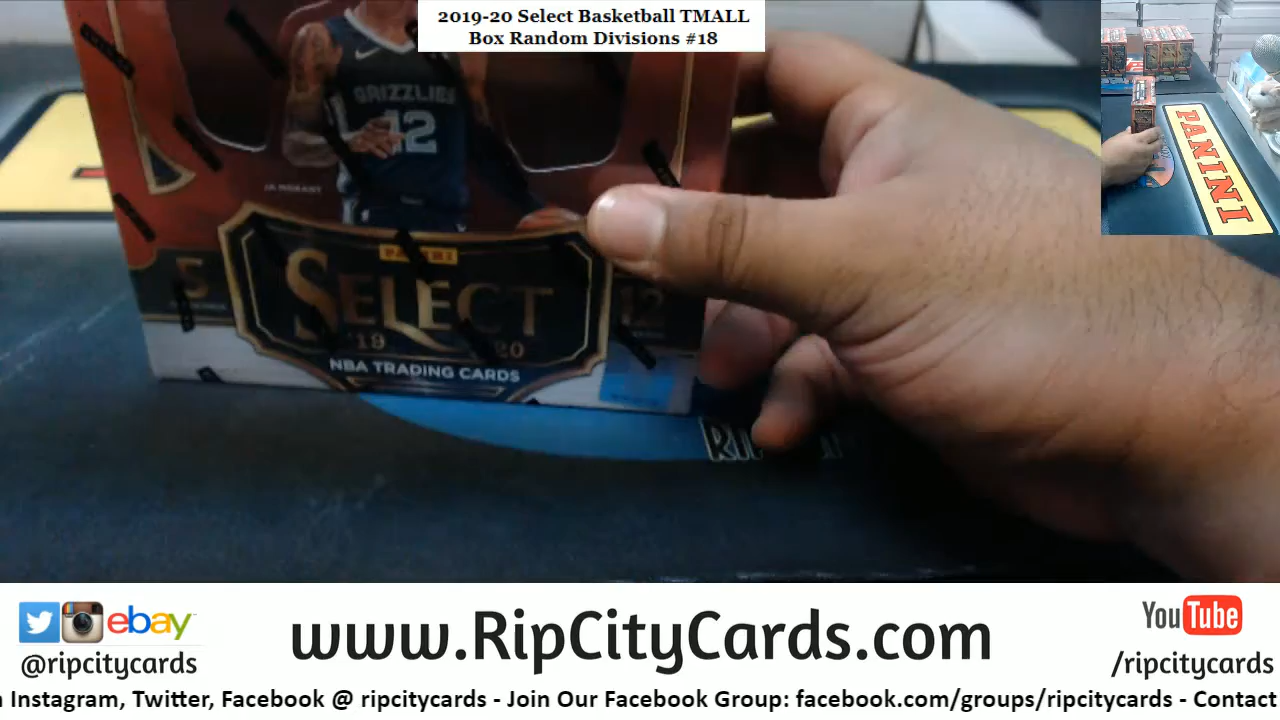 2019-20 Select Basketball TMALL
Box Random Divisions #18
GRIZZLIES
12
JA MORANT
PANINI
5
SELECT
12
'19 20
NBA TRADING CARDS
PANINI
ebay
www.RipCityCards.com
YouTube
@ripcitycards
/ripcitycards
Instagram, Twitter, Facebook @ ripcitycards - Join Our Facebook Group: facebook.com/groups/ripcitycards - Contact